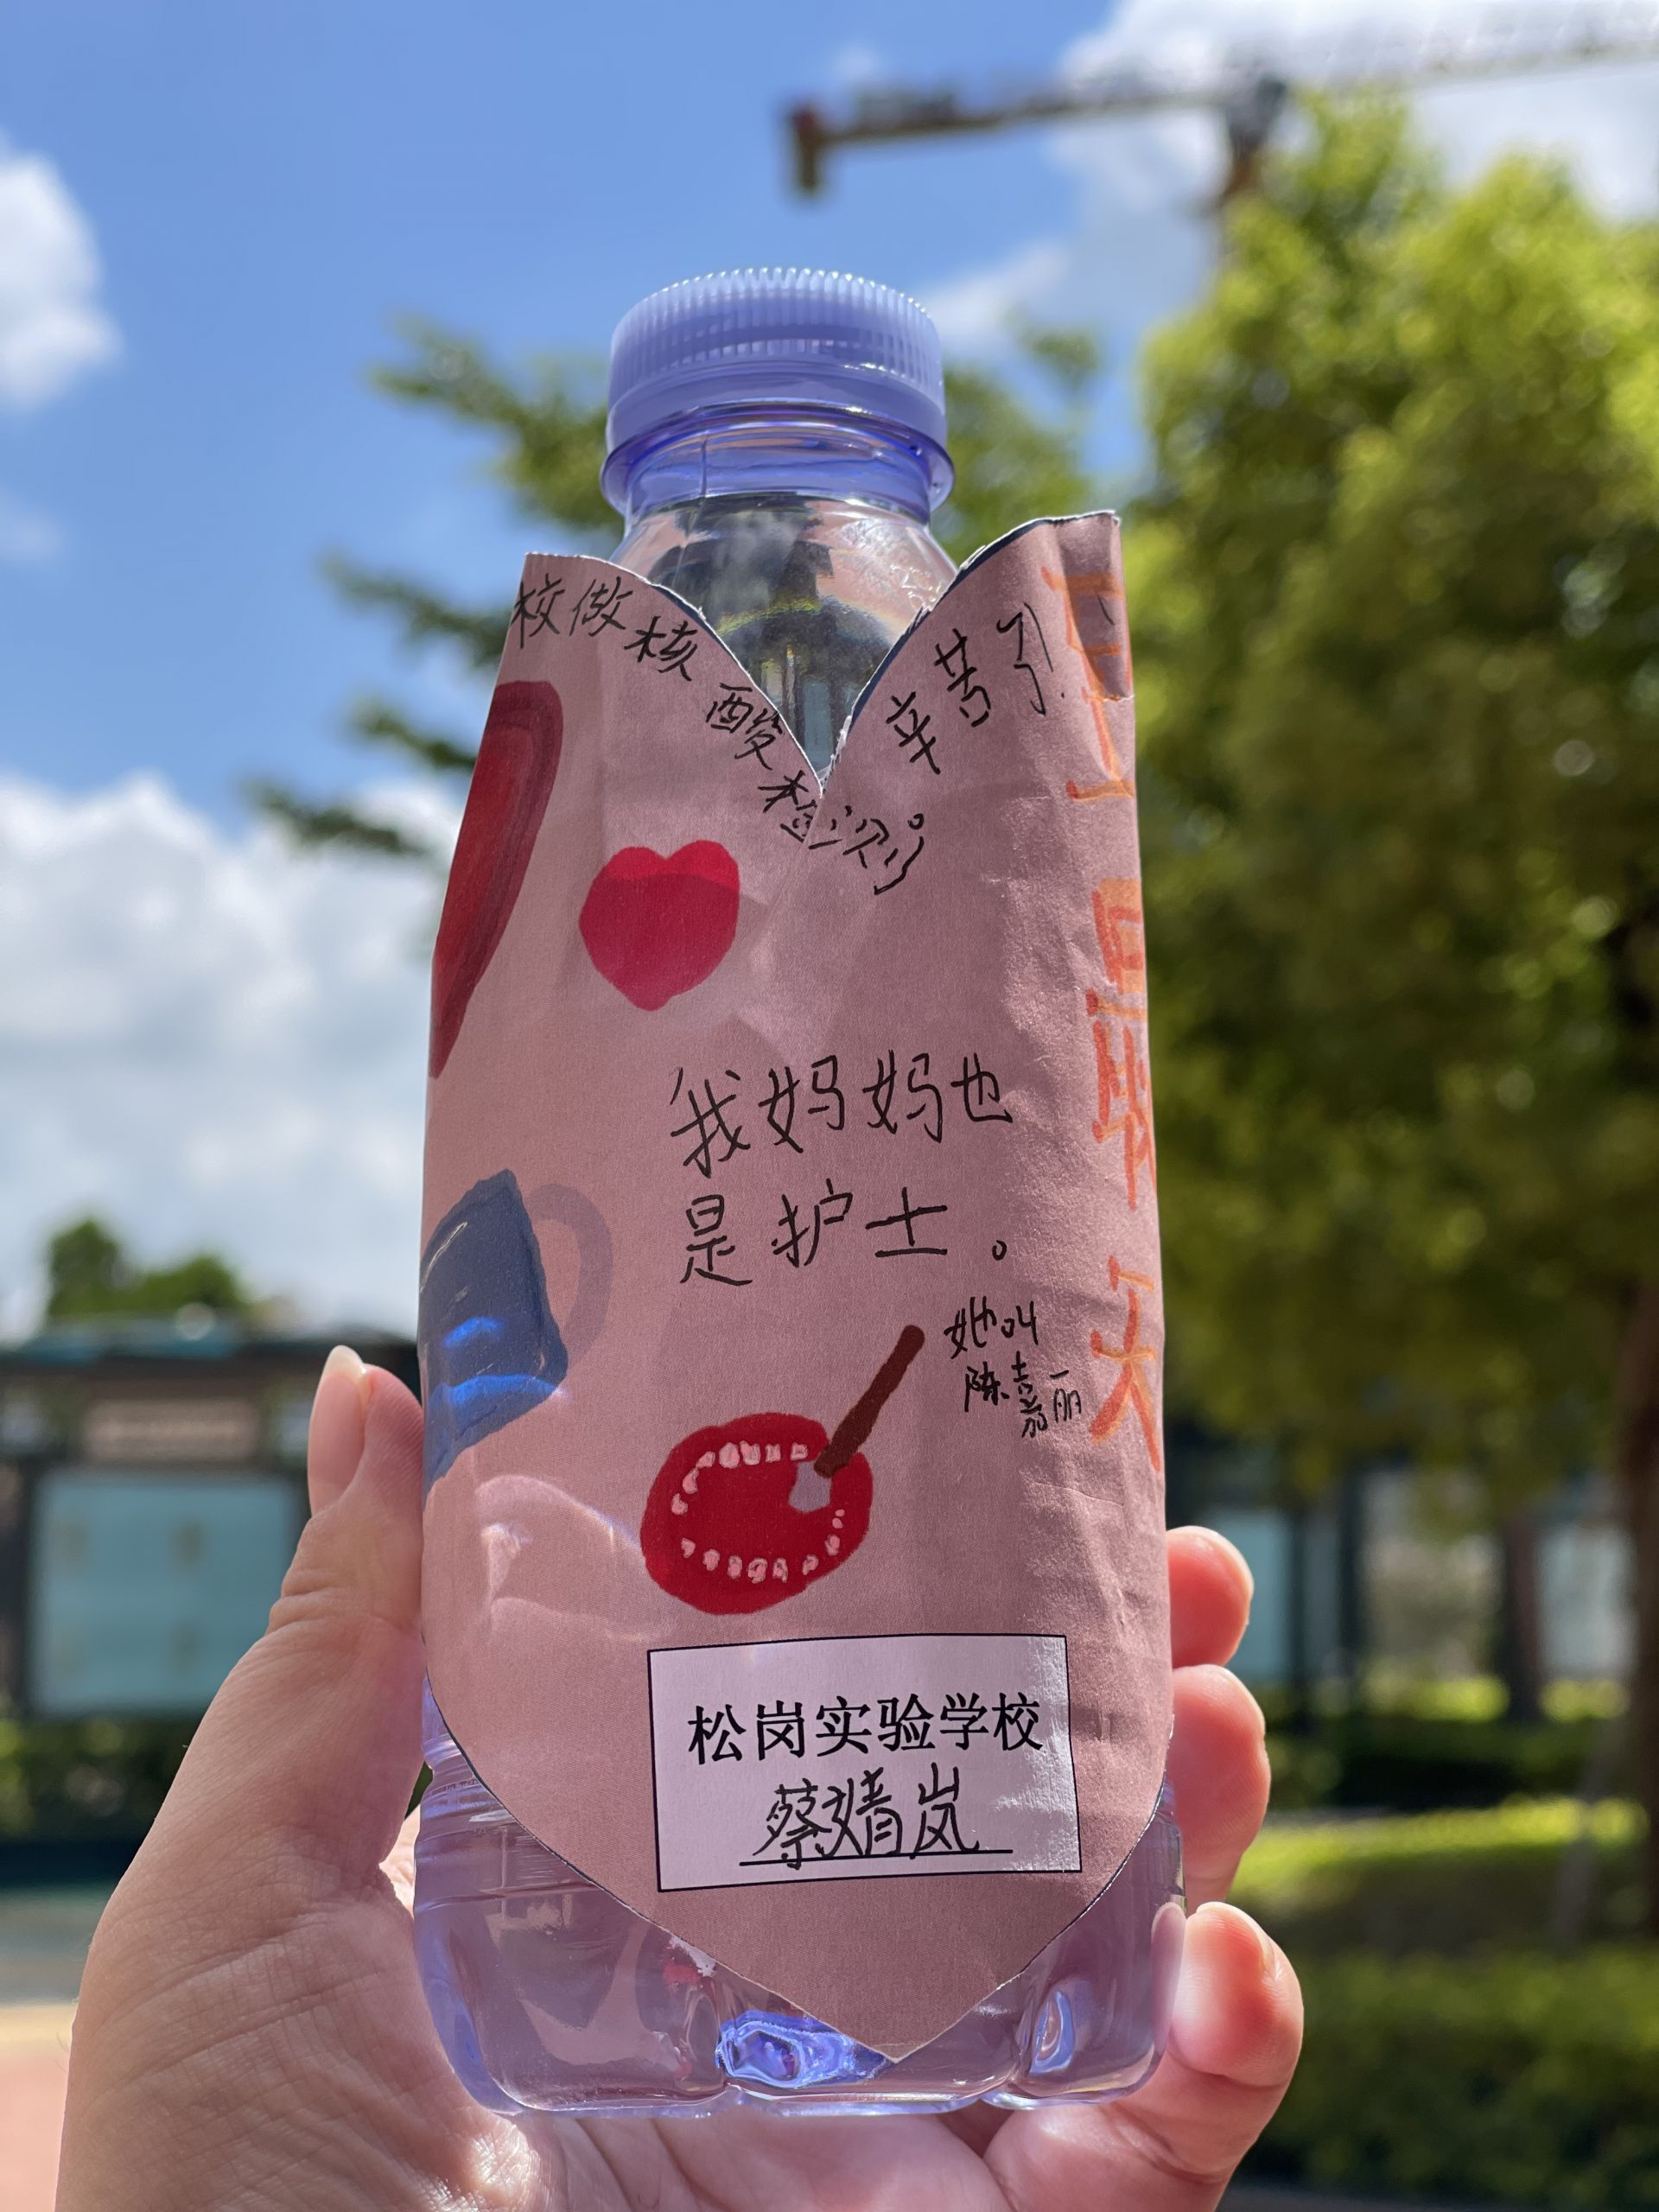 校做核酸检测
辛苦了!
我妈妈也
是护士。
她叫
陈嘉丽
松岗实验学校
蔡婧岚